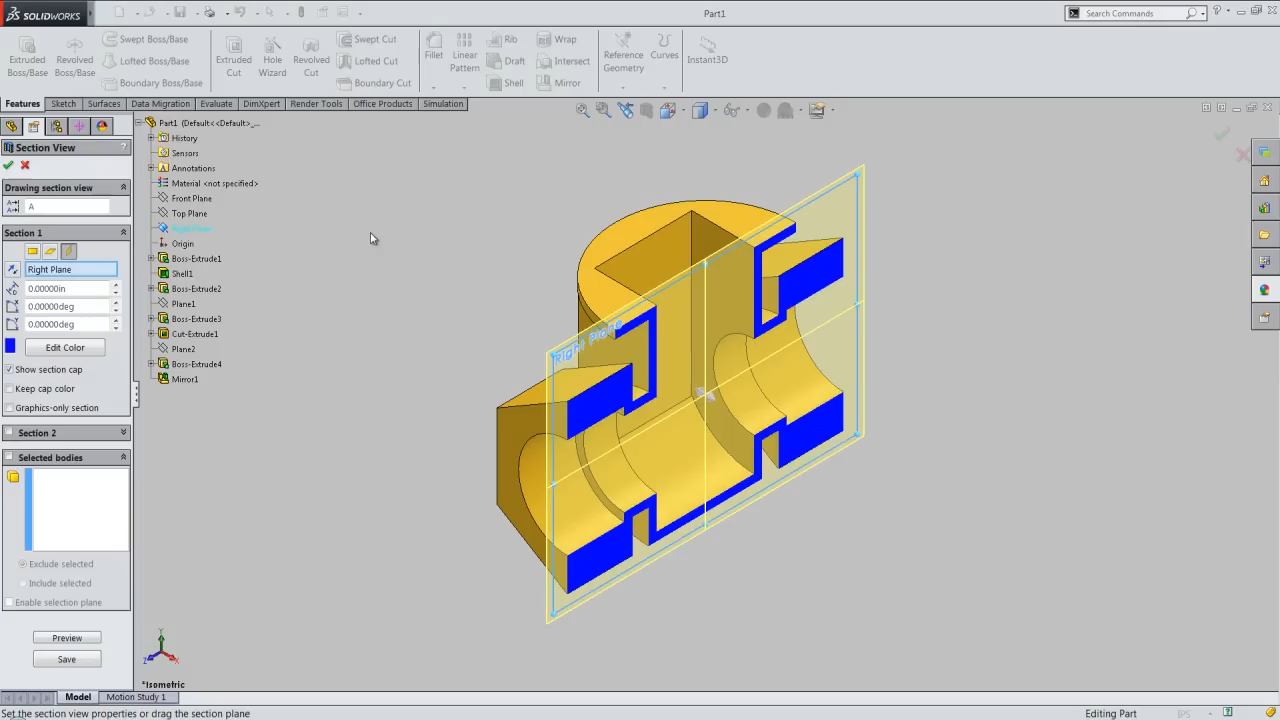 SOLIDWORKS
Part1
Search Commands
Extruded Boss/Base
Revolved Boss/Base
Swept Boss/Base
Lofted Boss/Base
Boundary Boss/Base
Extruded Cut
Hole Wizard
Revolved Cut
Swept Cut
Lofted Cut
Boundary Cut
Fillet
Linear Pattern
Rib
Draft
Shell
Wrap
Intersect
Mirror
Reference Geometry
Curves
Instant3D
Features Sketch Surfaces Data Migration Evaluate DimXpert Render Tools Office Products Simulation
Section View ?
Drawing section view
A
Section 1
Right Plane
0.00000in
0.00000deg
0.00000deg
Edit Color
Show section cap
Keep cap color
Graphics-only section
Section 2
Selected bodies
Exclude selected
Include selected
Enable selection plane
Preview
Save
Part1 (Default<<Default>_...
History
Sensors
Annotations
Material <not specified>
Front Plane
Top Plane
Right Plane
Origin
Boss-Extrude1
Shell1
Boss-Extrude2
Plane1
Boss-Extrude3
Cut-Extrude1
Plane2
Boss-Extrude4
Mirror1
Right Plane
Y
Z
X
*Isometric
Model Motion Study 1
Set the section view properties or drag the section plane
Editing Part
IPS